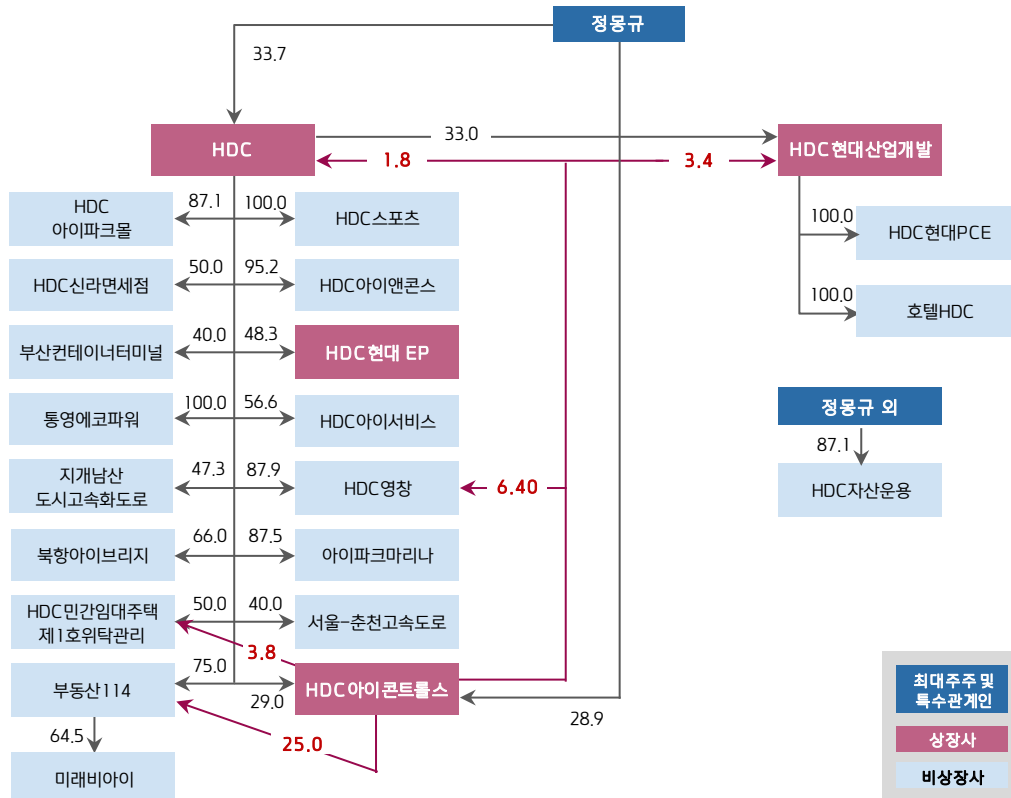 정몽규
33.7
HDC
33.0
HDC현대산업개발
1.8
3.4
HDC
아이파크몰
87.1
100.0
HDC스포츠
100.0
HDC현대PCE
HDC신라면세점
50.0
95.2
HDC아이앤콘스
100.0
호텔HDC
부산컨테이너터미널
40.0
48.3
HDC현대 EP
통영에코파워
100.0
56.6
HDC아이서비스
정몽규 외
87.1
HDC자산운용
지개남산
도시고속화도로
47.3
87.9
HDC영창
6.40
북항아이브리지
66.0
87.5
아이파크마리나
HDC민간임대주택
제1호위탁관리
50.0
40.0
서울-춘천고속도로
3.8
부동산114
75.0
29.0
HDC아이콘트롤스
28.9
25.0
64.5
미래비아이
최대주주 및
특수관계인
상장사
비상장사